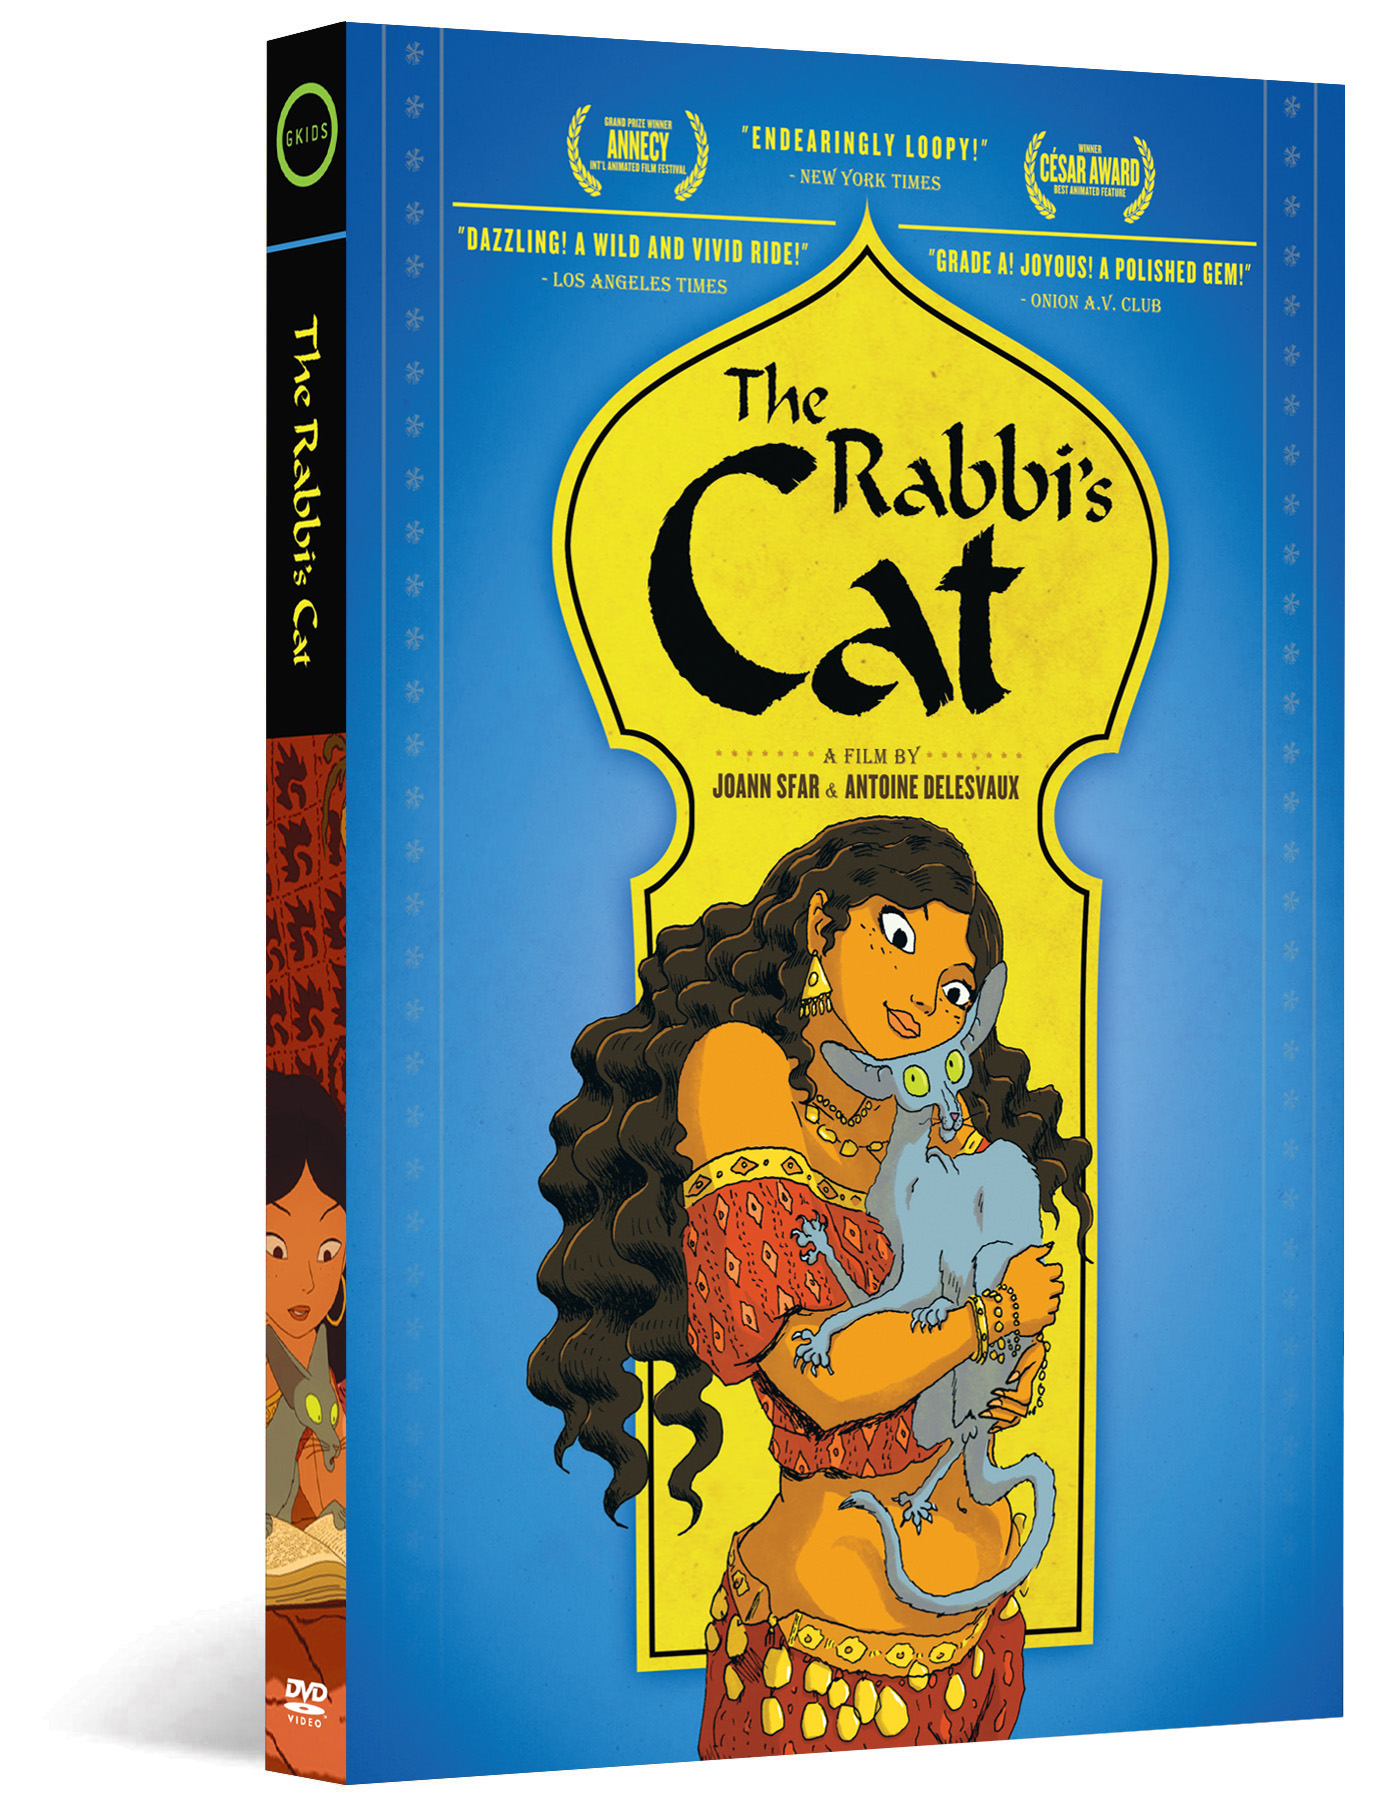 GKIDS
The Rabbi's Cat
DVD
VIDEO
GRAND PRIZE WINNER
ANNECY
INT'L ANIMATED FILM FESTIVAL
"ENDEARINGLY LOOPY!"
- NEW YORK TIMES
WINNER
CÉSAR AWARD
BEST ANIMATED FEATURE
"DAZZLING! A WILD AND VIVID RIDE!"
- LOS ANGELES TIMES
"GRADE A! JOYOUS! A POLISHED GEM!"
- ONION A.V. CLUB
The
Rabbi's
Cat
A FILM BY
JOANN SFAR & ANTOINE DELESVAUX